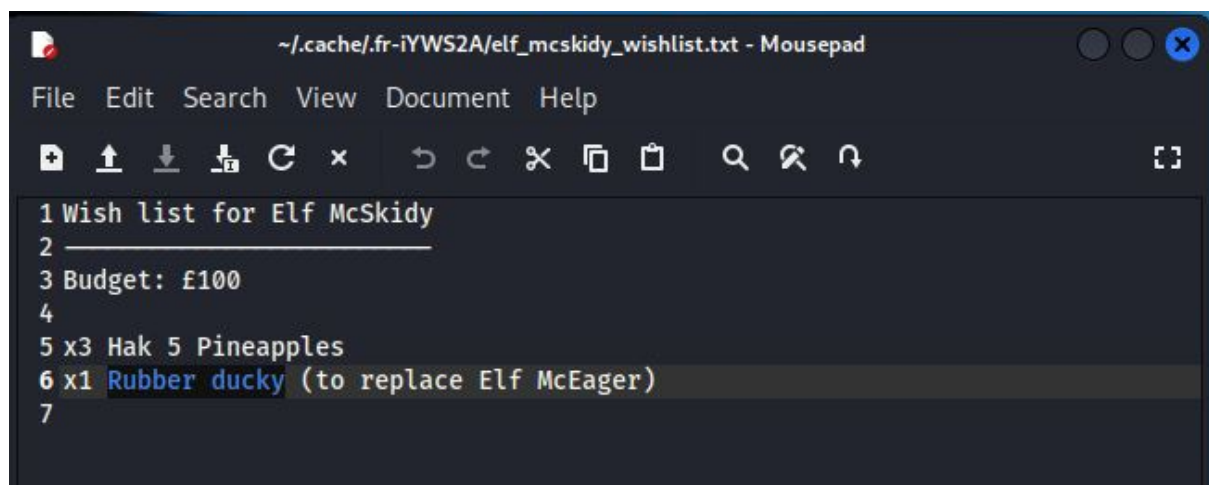 ~/.cache/.fr-iYWS2A/elf_mcskidy_wishlist.txt - Mousepad
File Edit Search View Document Help
1 Wish list for Elf McSkidy
2 ─────────────────────────
3 Budget: £100
4
5 x3 Hak 5 Pineapples
6 x1 Rubber ducky (to replace Elf McEager)
7